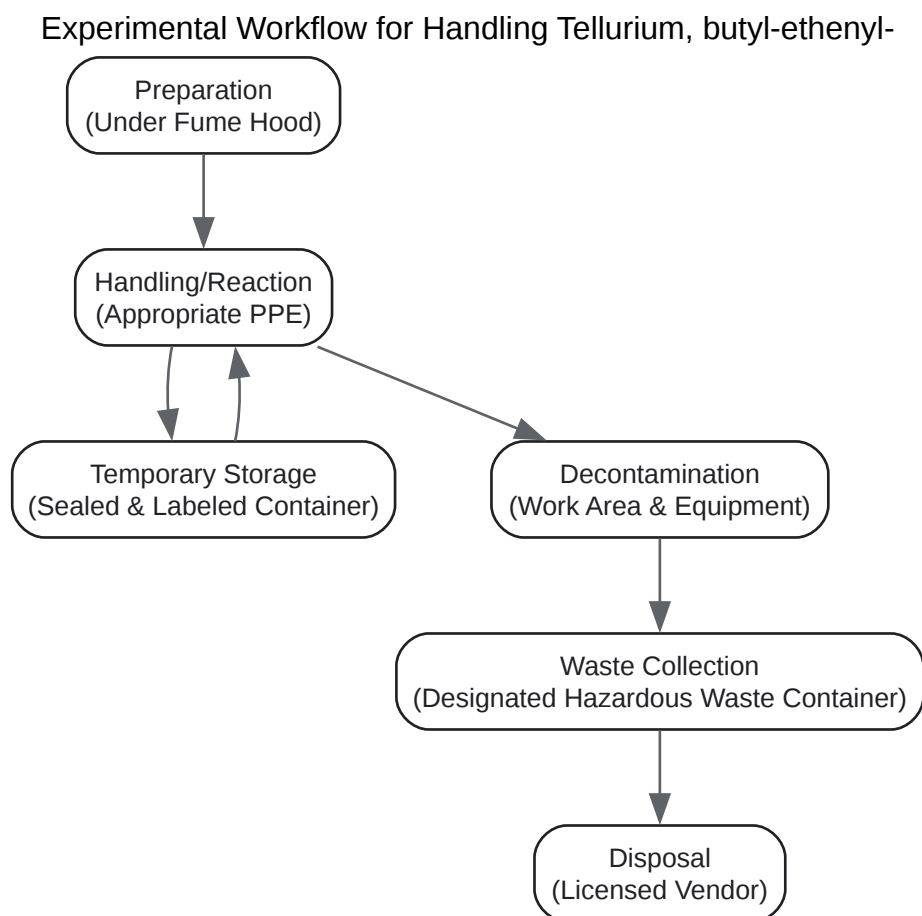 Experimental Workflow for Handling Tellurium, butyl-ethenyl-
Preparation
(Under Fume Hood)
Handling/Reaction
(Appropriate PPE)
Temporary Storage
(Sealed & Labeled Container)
Decontamination
(Work Area & Equipment)
Waste Collection
(Designated Hazardous Waste Container)
Disposal
(Licensed Vendor)